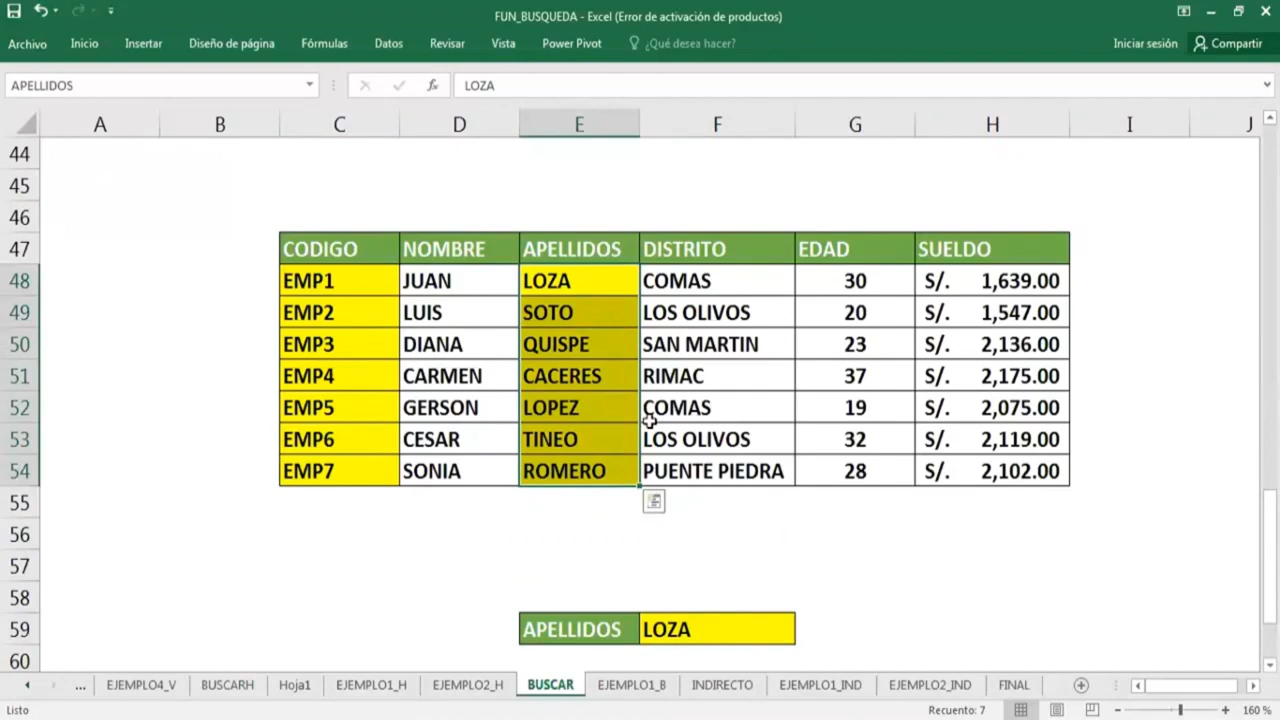 FUN_BUSQUEDA - Excel (Error de activación de productos)
Archivo Inicio Insertar Diseño de página Fórmulas Datos Revisar Vista Power Pivot ¿Qué desea hacer? Iniciar sesión Compartir
APELLIDOS fx LOZA
A B C D E F G H I J
44
45
46
47 CODIGO NOMBRE APELLIDOS DISTRITO EDAD SUELDO
48 EMP1 JUAN LOZA COMAS 30 S/. 1,639.00
49 EMP2 LUIS SOTO LOS OLIVOS 20 S/. 1,547.00
50 EMP3 DIANA QUISPE SAN MARTIN 23 S/. 2,136.00
51 EMP4 CARMEN CACERES RIMAC 37 S/. 2,175.00
52 EMP5 GERSON LOPEZ COMAS 19 S/. 2,075.00
53 EMP6 CESAR TINEO LOS OLIVOS 32 S/. 2,119.00
54 EMP7 SONIA ROMERO PUENTE PIEDRA 28 S/. 2,102.00
55
56
57
58
59 APELLIDOS LOZA
60
... EJEMPLO4_V BUSCARH Hoja1 EJEMPLO1_H EJEMPLO2_H BUSCAR EJEMPLO1_B INDIRECTO EJEMPLO1_IND EJEMPLO2_IND FINAL
Listo Recuento: 7 160 %